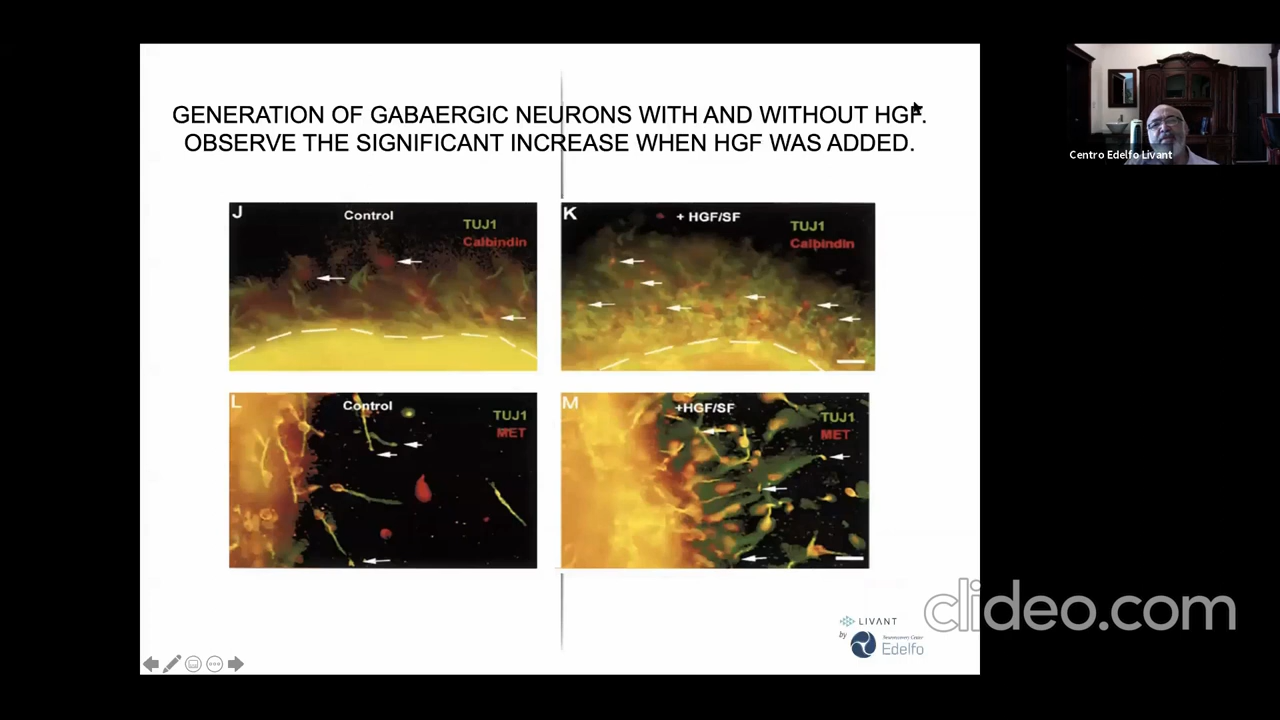 GENERATION OF GABAERGIC NEURONS WITH AND WITHOUT HGF.
OBSERVE THE SIGNIFICANT INCREASE WHEN HGF WAS ADDED.
Centro Edelfo Livant
J
Control
TUJ1
Calbindin
K
+ HGF/SF
TUJ1
Calbindin
L
Control
TUJ1
MET
M
+HGF/SF
TUJ1
MET
LIVANT
by
Edelfo
clideo.com